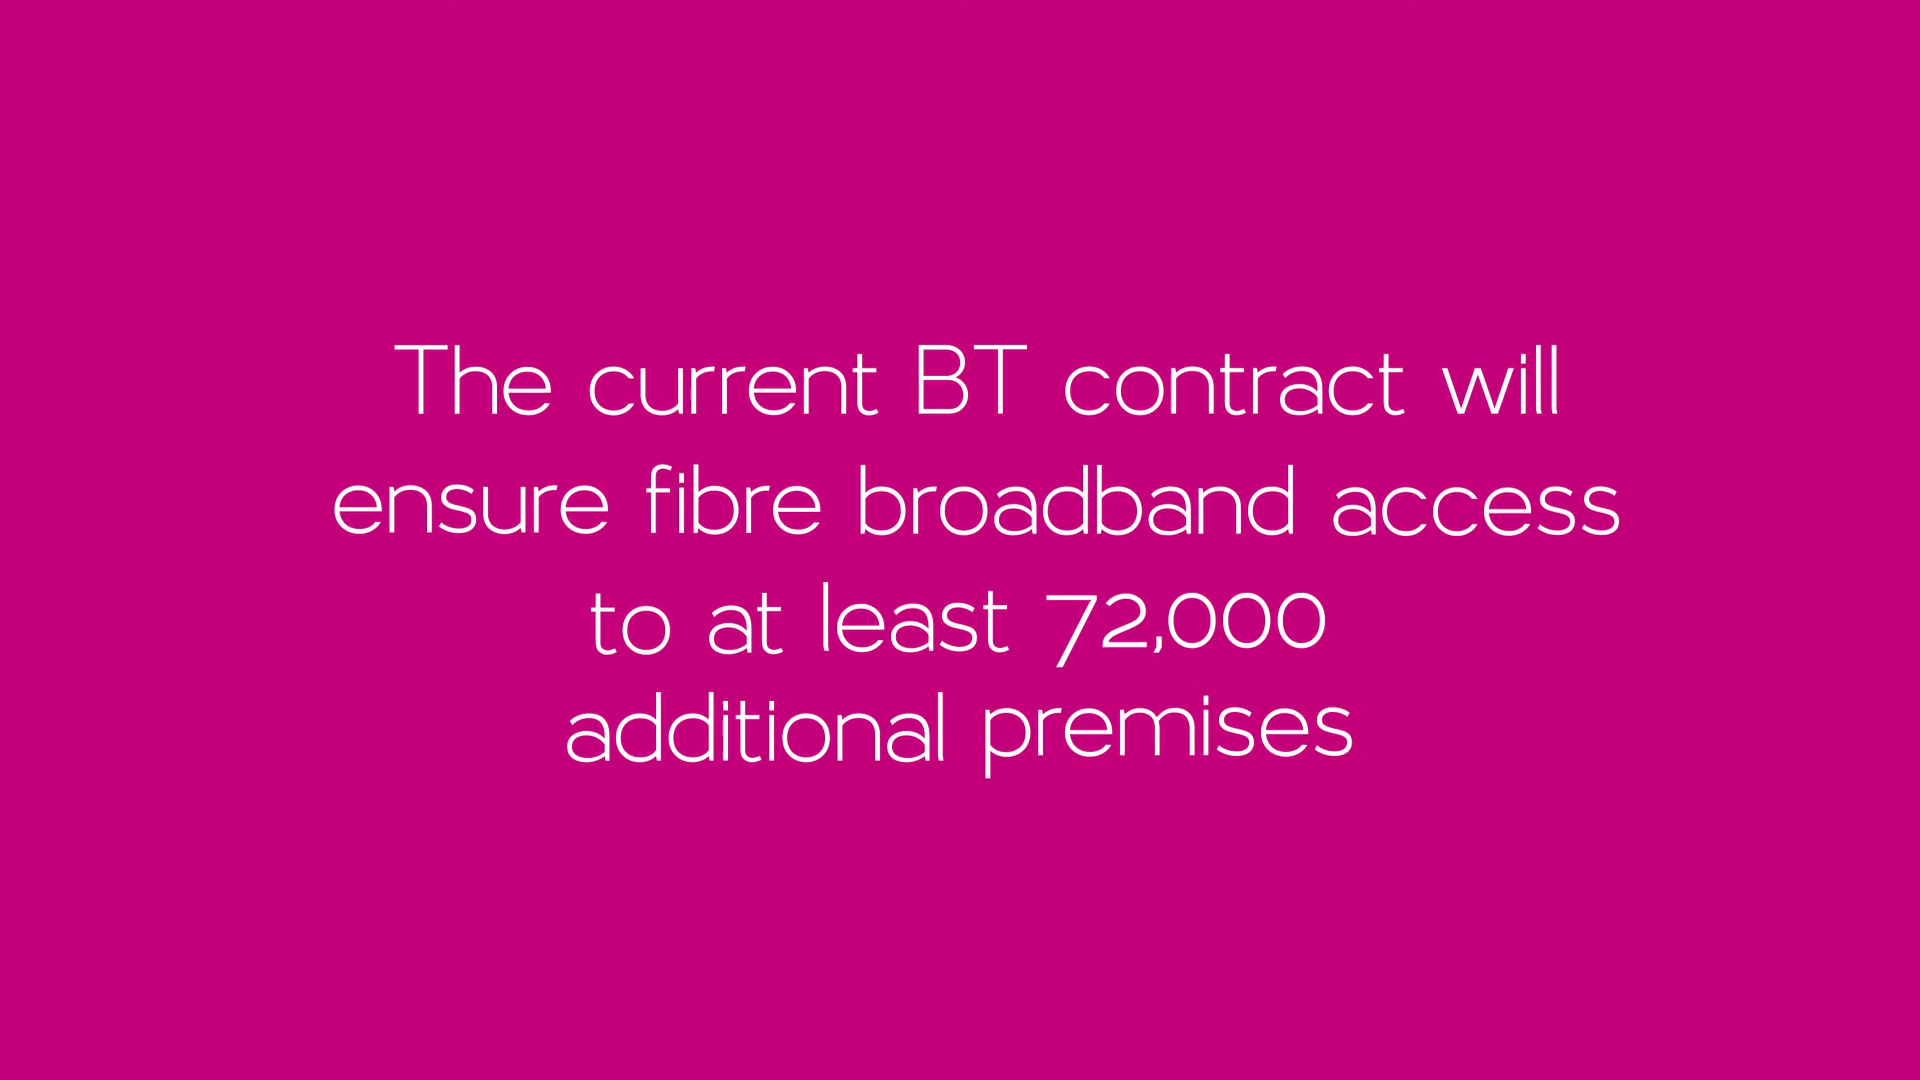 The current BT contract will
ensure fibre broadband access
to at least 72,000
additional premises